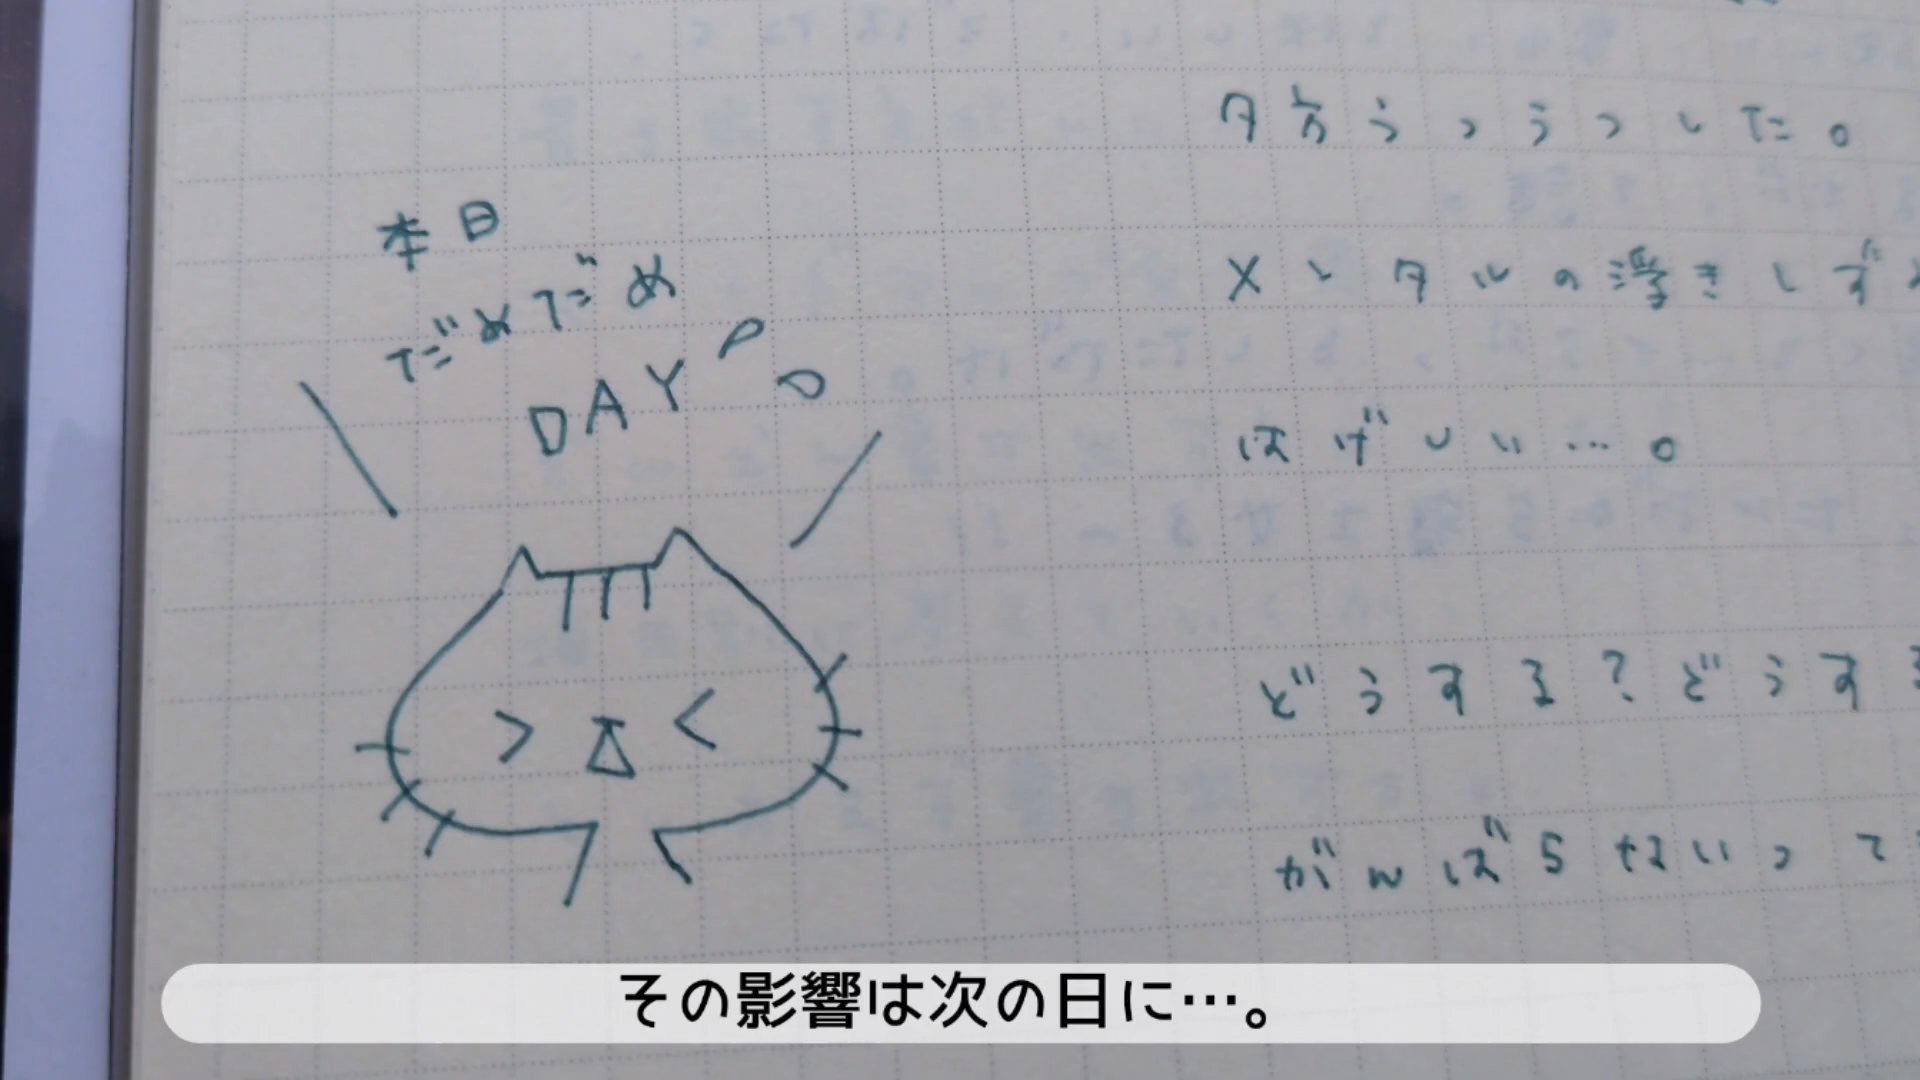 本日
だめだめ
DAY
夕方うつうつした。
メンタルの浮きしず
はげしい…。
どうする？どうする
がんばらないって
その影響は次の日に…。